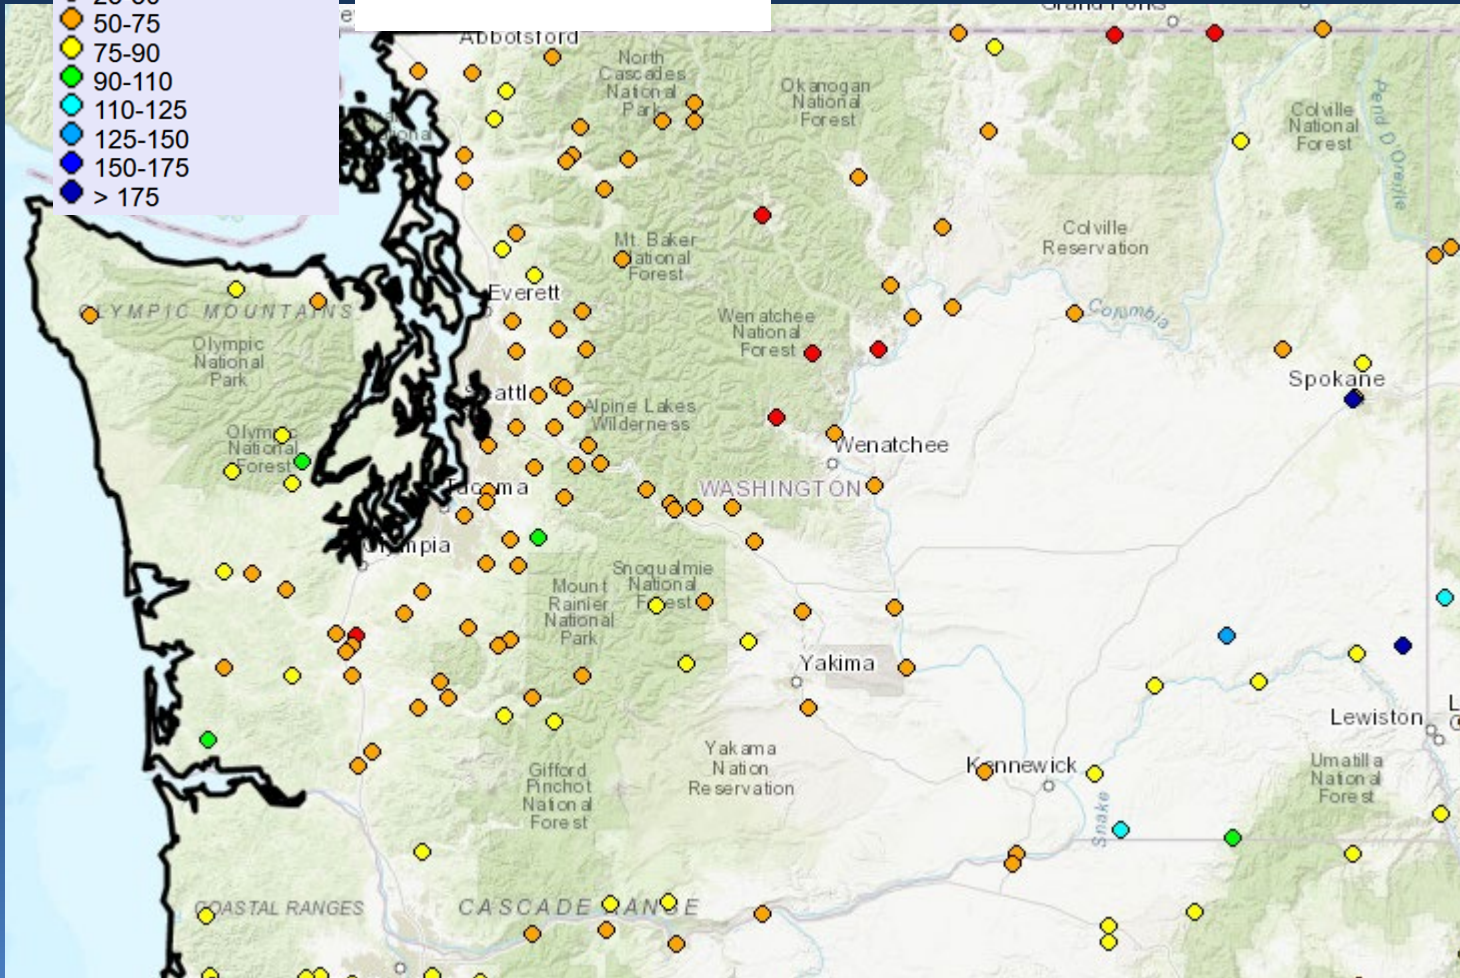 50-75
75-90
90-110
110-125
125-150
150-175
> 175
Abbotsford
North
Cascades
National
Park
Okanogan
National
Forest
Colville
National
Forest
Pend D'Oreille
Colville
Reservation
Mt. Baker
National
Forest
Everett
OLYMPIC MOUNTAINS
Olympic
National
Park
Wenatchee
National
Forest
Columbia
Spokane
Seattle
Alpine Lakes
Wilderness
Olympic
National
Forest
Wenatchee
WASHINGTON
Tacoma
Olympia
Snoqualmie
National
Forest
Mount
Rainier
National
Park
Yakima
Lewiston
L
Yakama
Nation
Reservation
Kennewick
Umatilla
National
Forest
Gifford
Pinchot
National
Forest
Snake
COASTAL RANGES
CASCADE RANGE